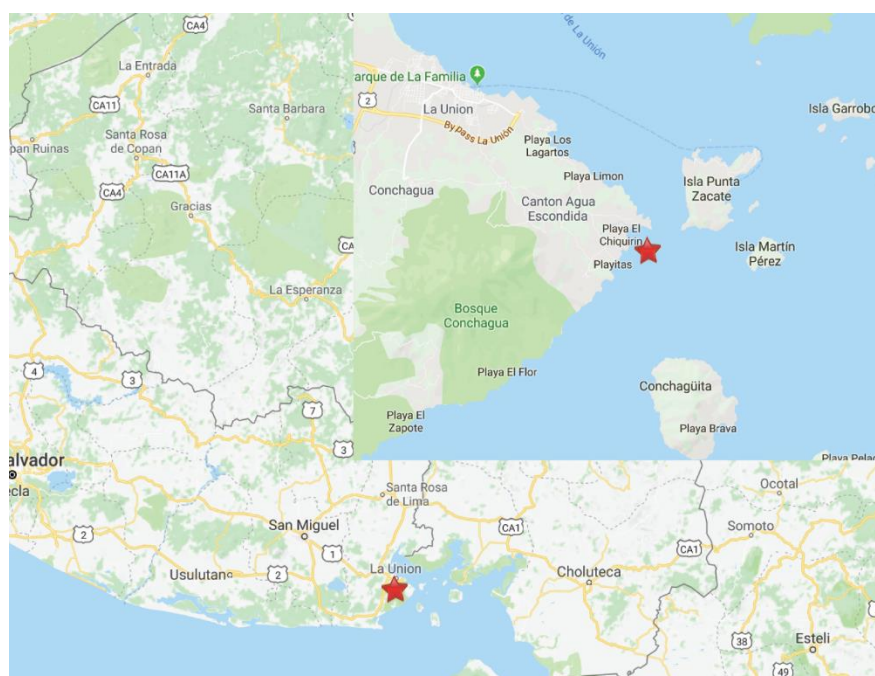 CA4
La Entrada
CA11
pan Ruinas
Santa Barbara
Santa Rosa
de Copan
CA11A
CA4
Gracias
CA
La Esperanza
4
3
7
3
alvador
ecla
de La Unión
arque de La Familia
2
La Union
By Pass La Unión
Playa Los
Lagartos
Isla Garrobo
Playa Limon
Isla Punta
Zacate
Conchagua
Canton Agua
Escondida
Playa El
Chiquirin
Isla Martín
Pérez
Playitas
Bosque
Conchagua
Playa El Flor
Conchagüita
Playa El
Zapote
Playa Brava
Playa Pelad
Santa Rosa
de Lima
Ocotal
San Miguel
CA1
Somoto
2
1
CA1
La Union
Usulutan
2
Choluteca
38
Esteli
49